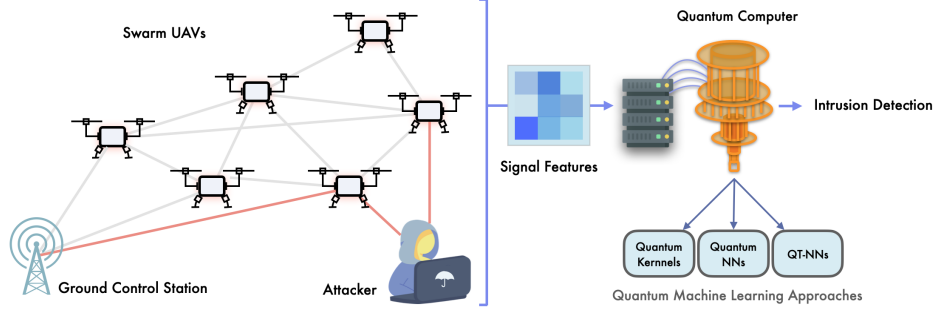 Swarm UAVs
Quantum Computer
Intrusion Detection
Signal Features
Quantum
Kernnels
Quantum
NNs
QT-NNs
Ground Control Station
Attacker
Quantum Machine Learning Approaches